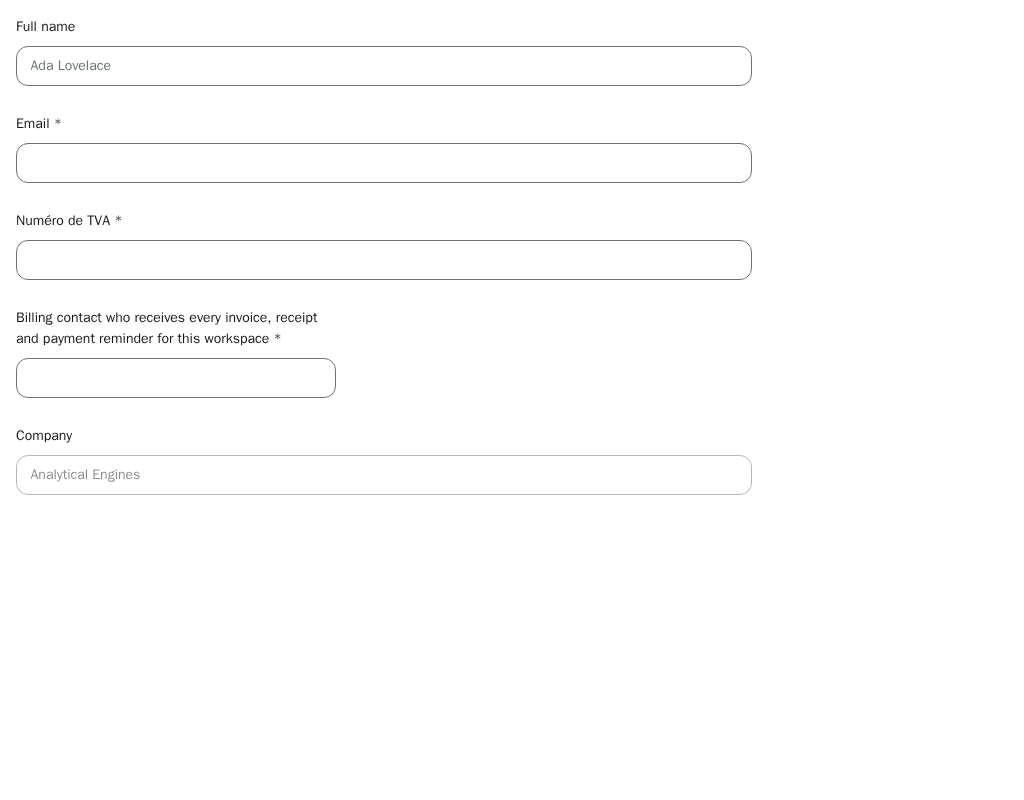 Full name
Ada Lovelace
Email *
Numéro de TVA *
Billing contact who receives every invoice, receipt
and payment reminder for this workspace *
Company
Analytical Engines